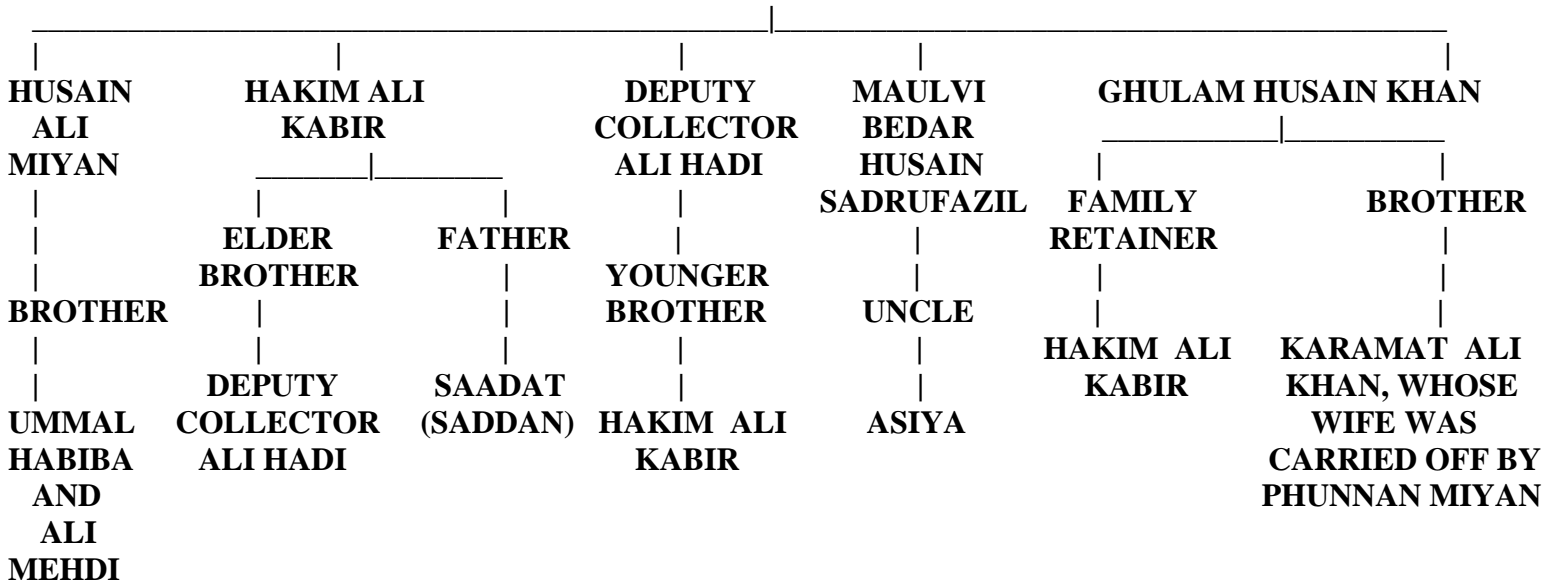 HUSAIN HAKIM ALI DEPUTY MAULVI GHULAM HUSAIN KHAN
ALI KABIR COLLECTOR BEDAR
MIYAN ALI HADI HUSAIN
SADRUFAZIL FAMILY BROTHER
ELDER FATHER RETAINER
BROTHER YOUNGER
BROTHER BROTHER UNCLE
HAKIM ALI KARAMAT ALI
DEPUTY SAADAT KABIR KHAN, WHOSE
UMMAL COLLECTOR (SADDAN) HAKIM ALI ASIYA WIFE WAS
HABIBA ALI HADI KABIR CARRIED OFF BY
AND PHUNNAN MIYAN
ALI
MEHDI